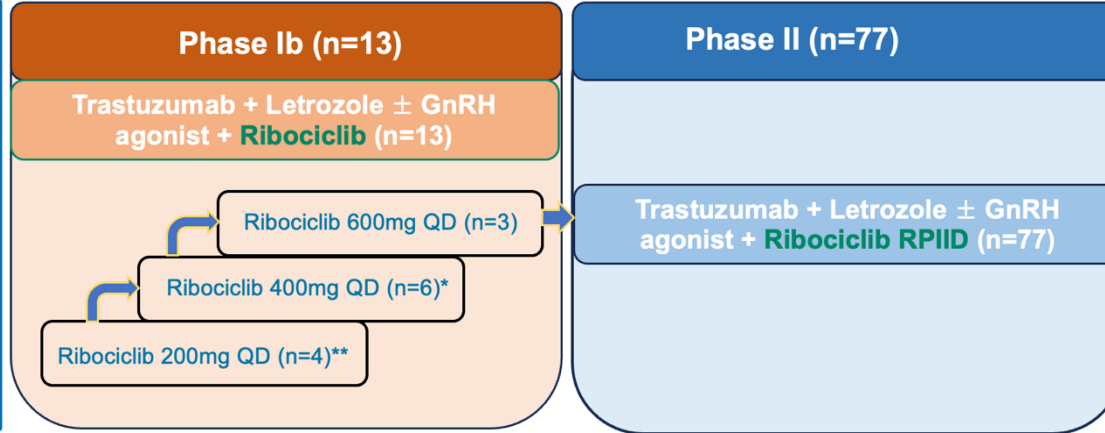 Phase Ib (n=13)
Trastuzumab + Letrozole ± GnRH
agonist + Ribociclib (n=13)
Ribociclib 600mg QD (n=3)
Ribociclib 400mg QD (n=6)*
Ribociclib 200mg QD (n=4)**
Phase II (n=77)
Trastuzumab + Letrozole ± GnRH
agonist + Ribociclib RPIID (n=77)